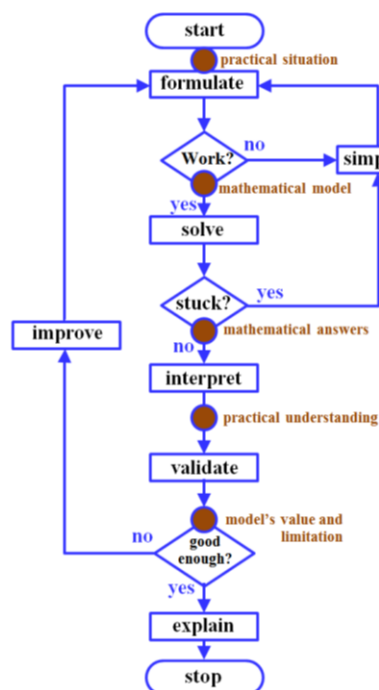 start
practical situation
formulate
Work?
no
simp
mathematical model
yes
solve
stuck?
yes
improve
mathematical answers
no
interpret
practical understanding
validate
model's value and
limitation
no
good
enough?
yes
explain
stop